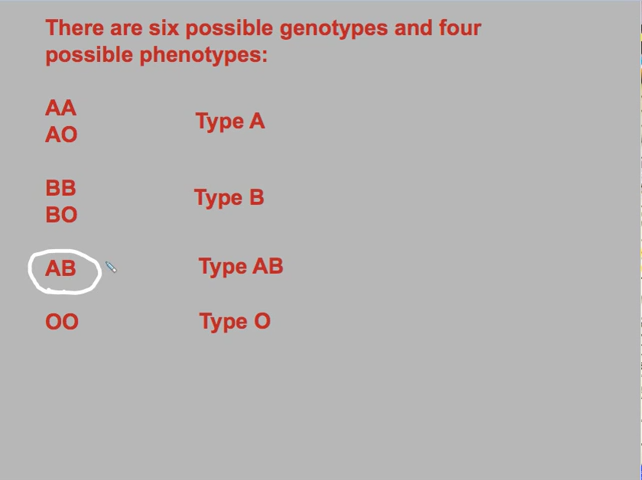 There are six possible genotypes and four
possible phenotypes:
AA
AO
Type A
BB
BO
Type B
AB
Type AB
OO
Type O